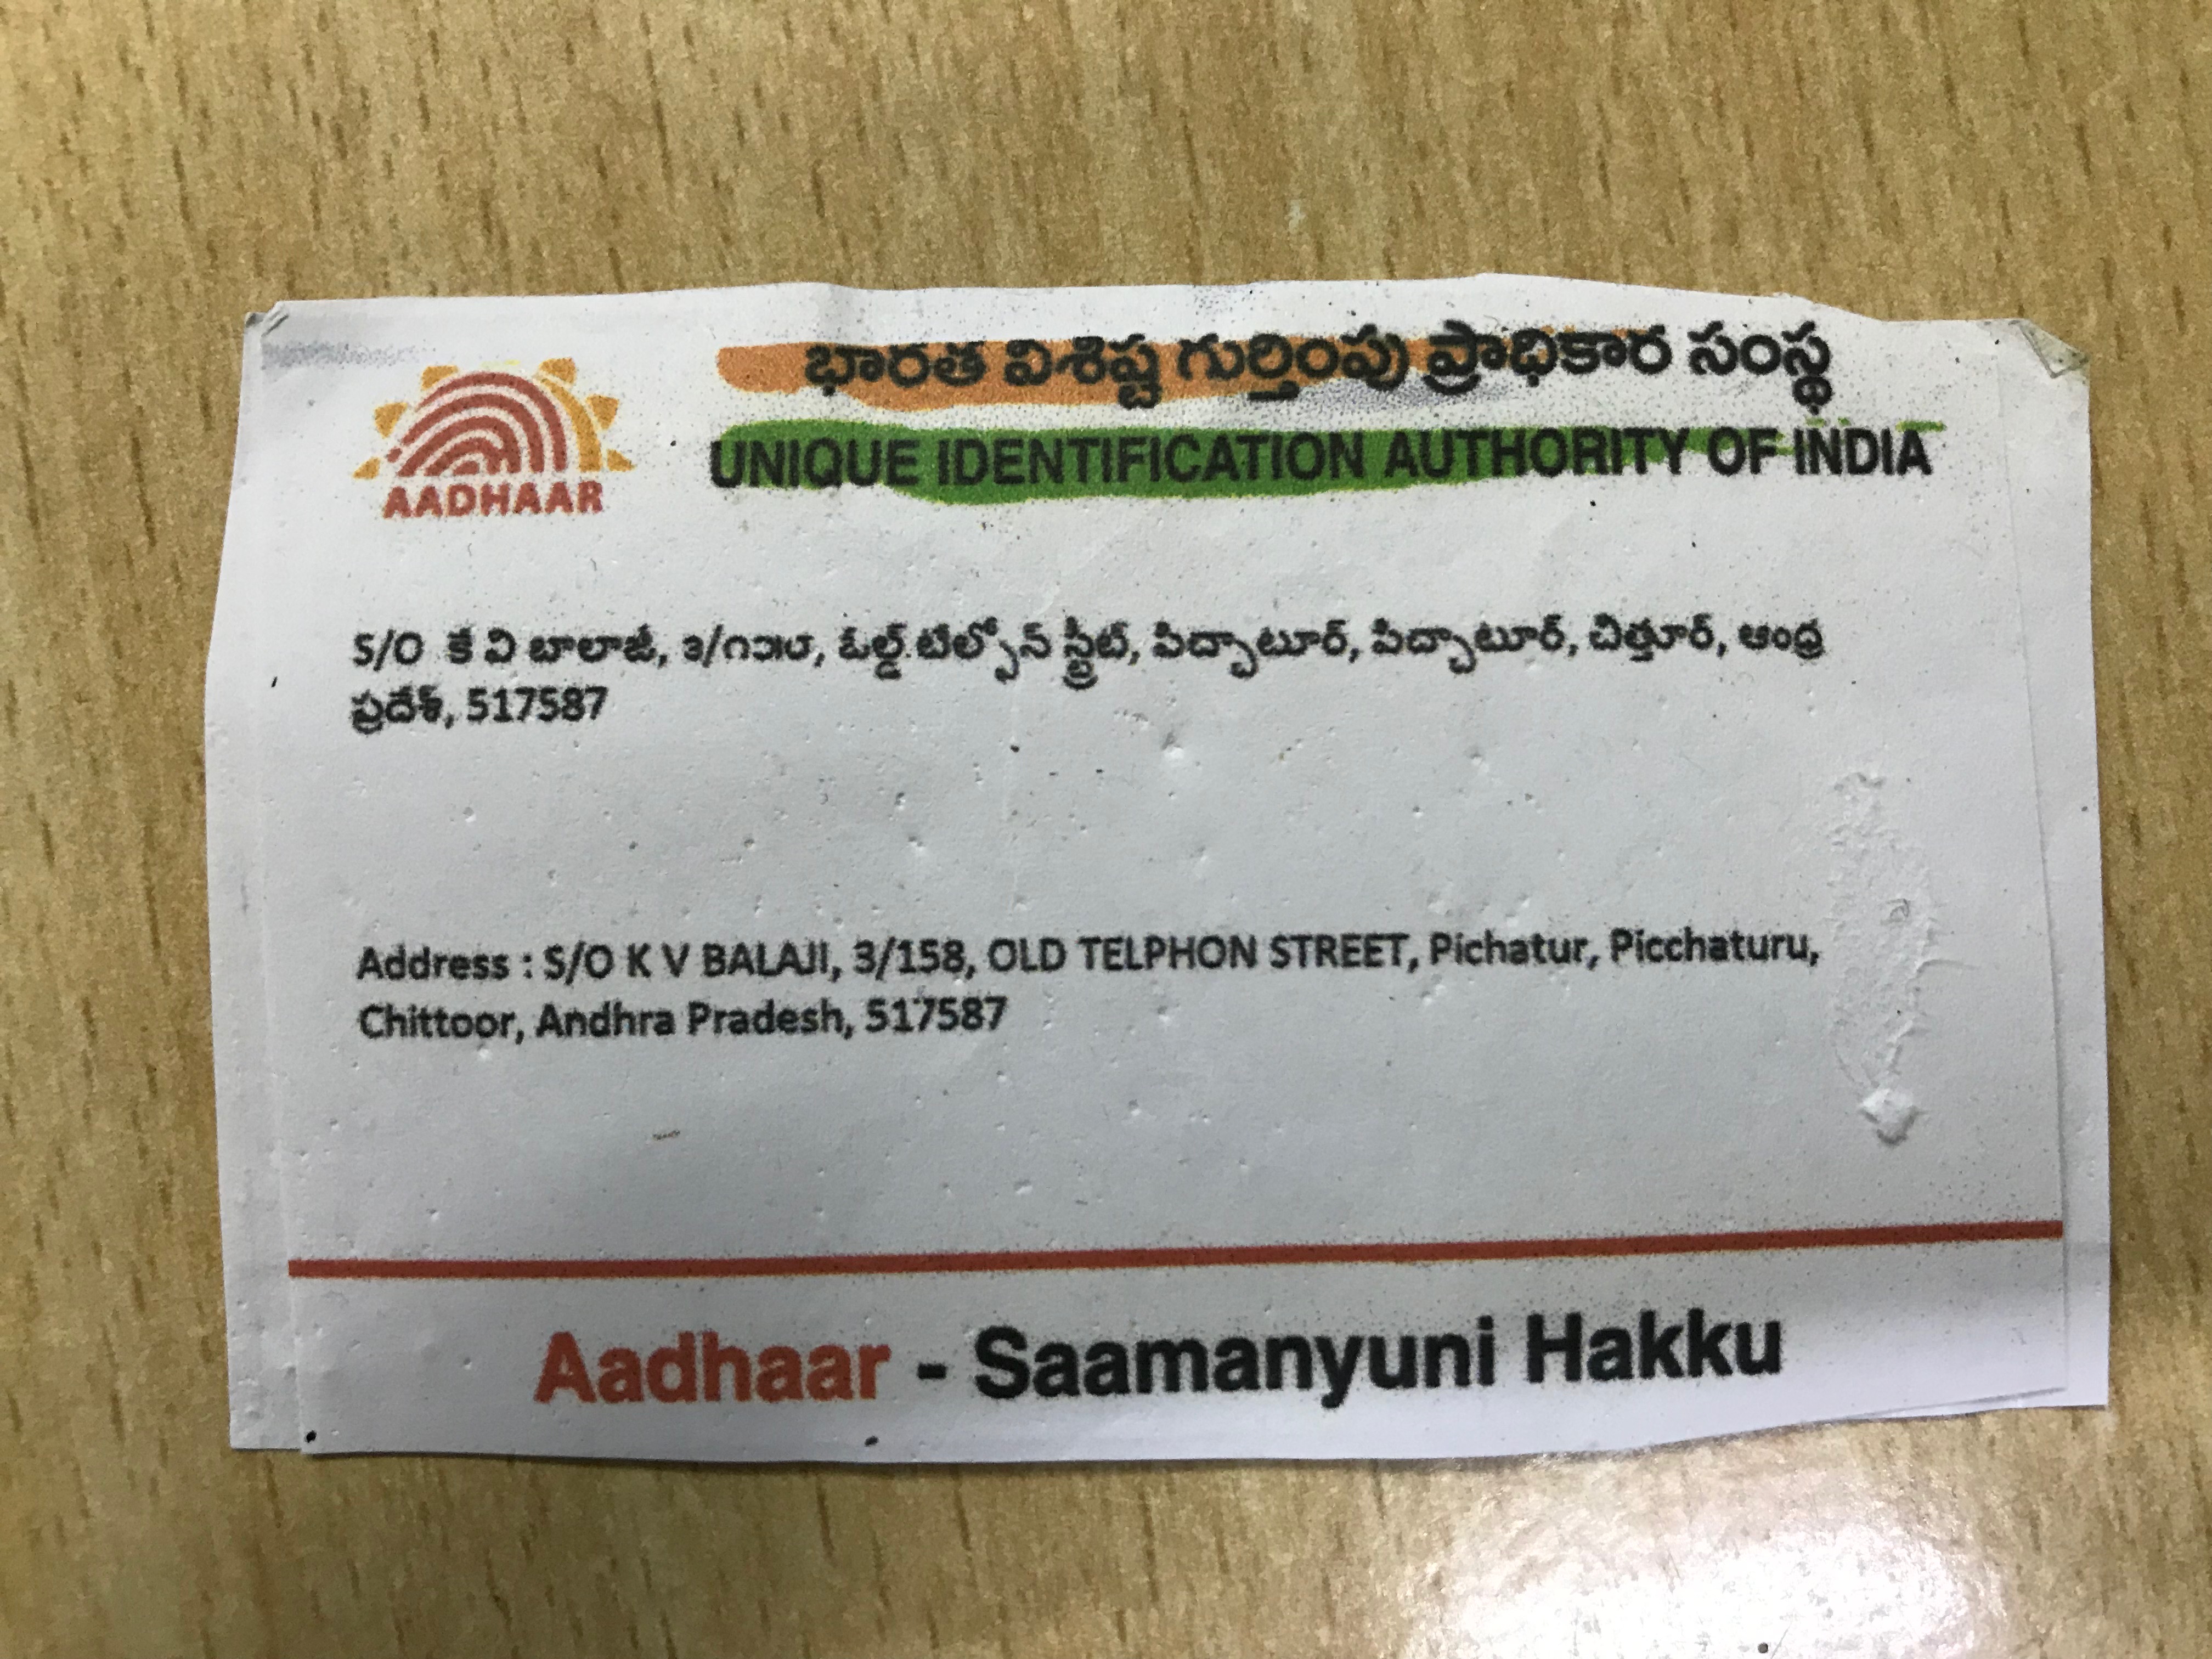 భారత విశిష్ట గుర్తింపు ప్రాధికార సంస్థ
AADHAAR
UNIQUE IDENTIFICATION AUTHORITY OF INDIA
S/O కే వి బాలాజీ, ౩/౧౫౮, ఓల్డ్ టేల్ఫోన్ స్ట్రీట్, పిచ్చాటూర్, పిచ్చాటూర్, చిత్తూర్, ఆంధ్ర
ప్రదేశ్, 517587
Address : S/O K V BALAJI, 3/158, OLD TELPHON STREET, Pichatur, Picchaturu,
Chittoor, Andhra Pradesh, 517587
Aadhaar - Saamanyuni Hakku